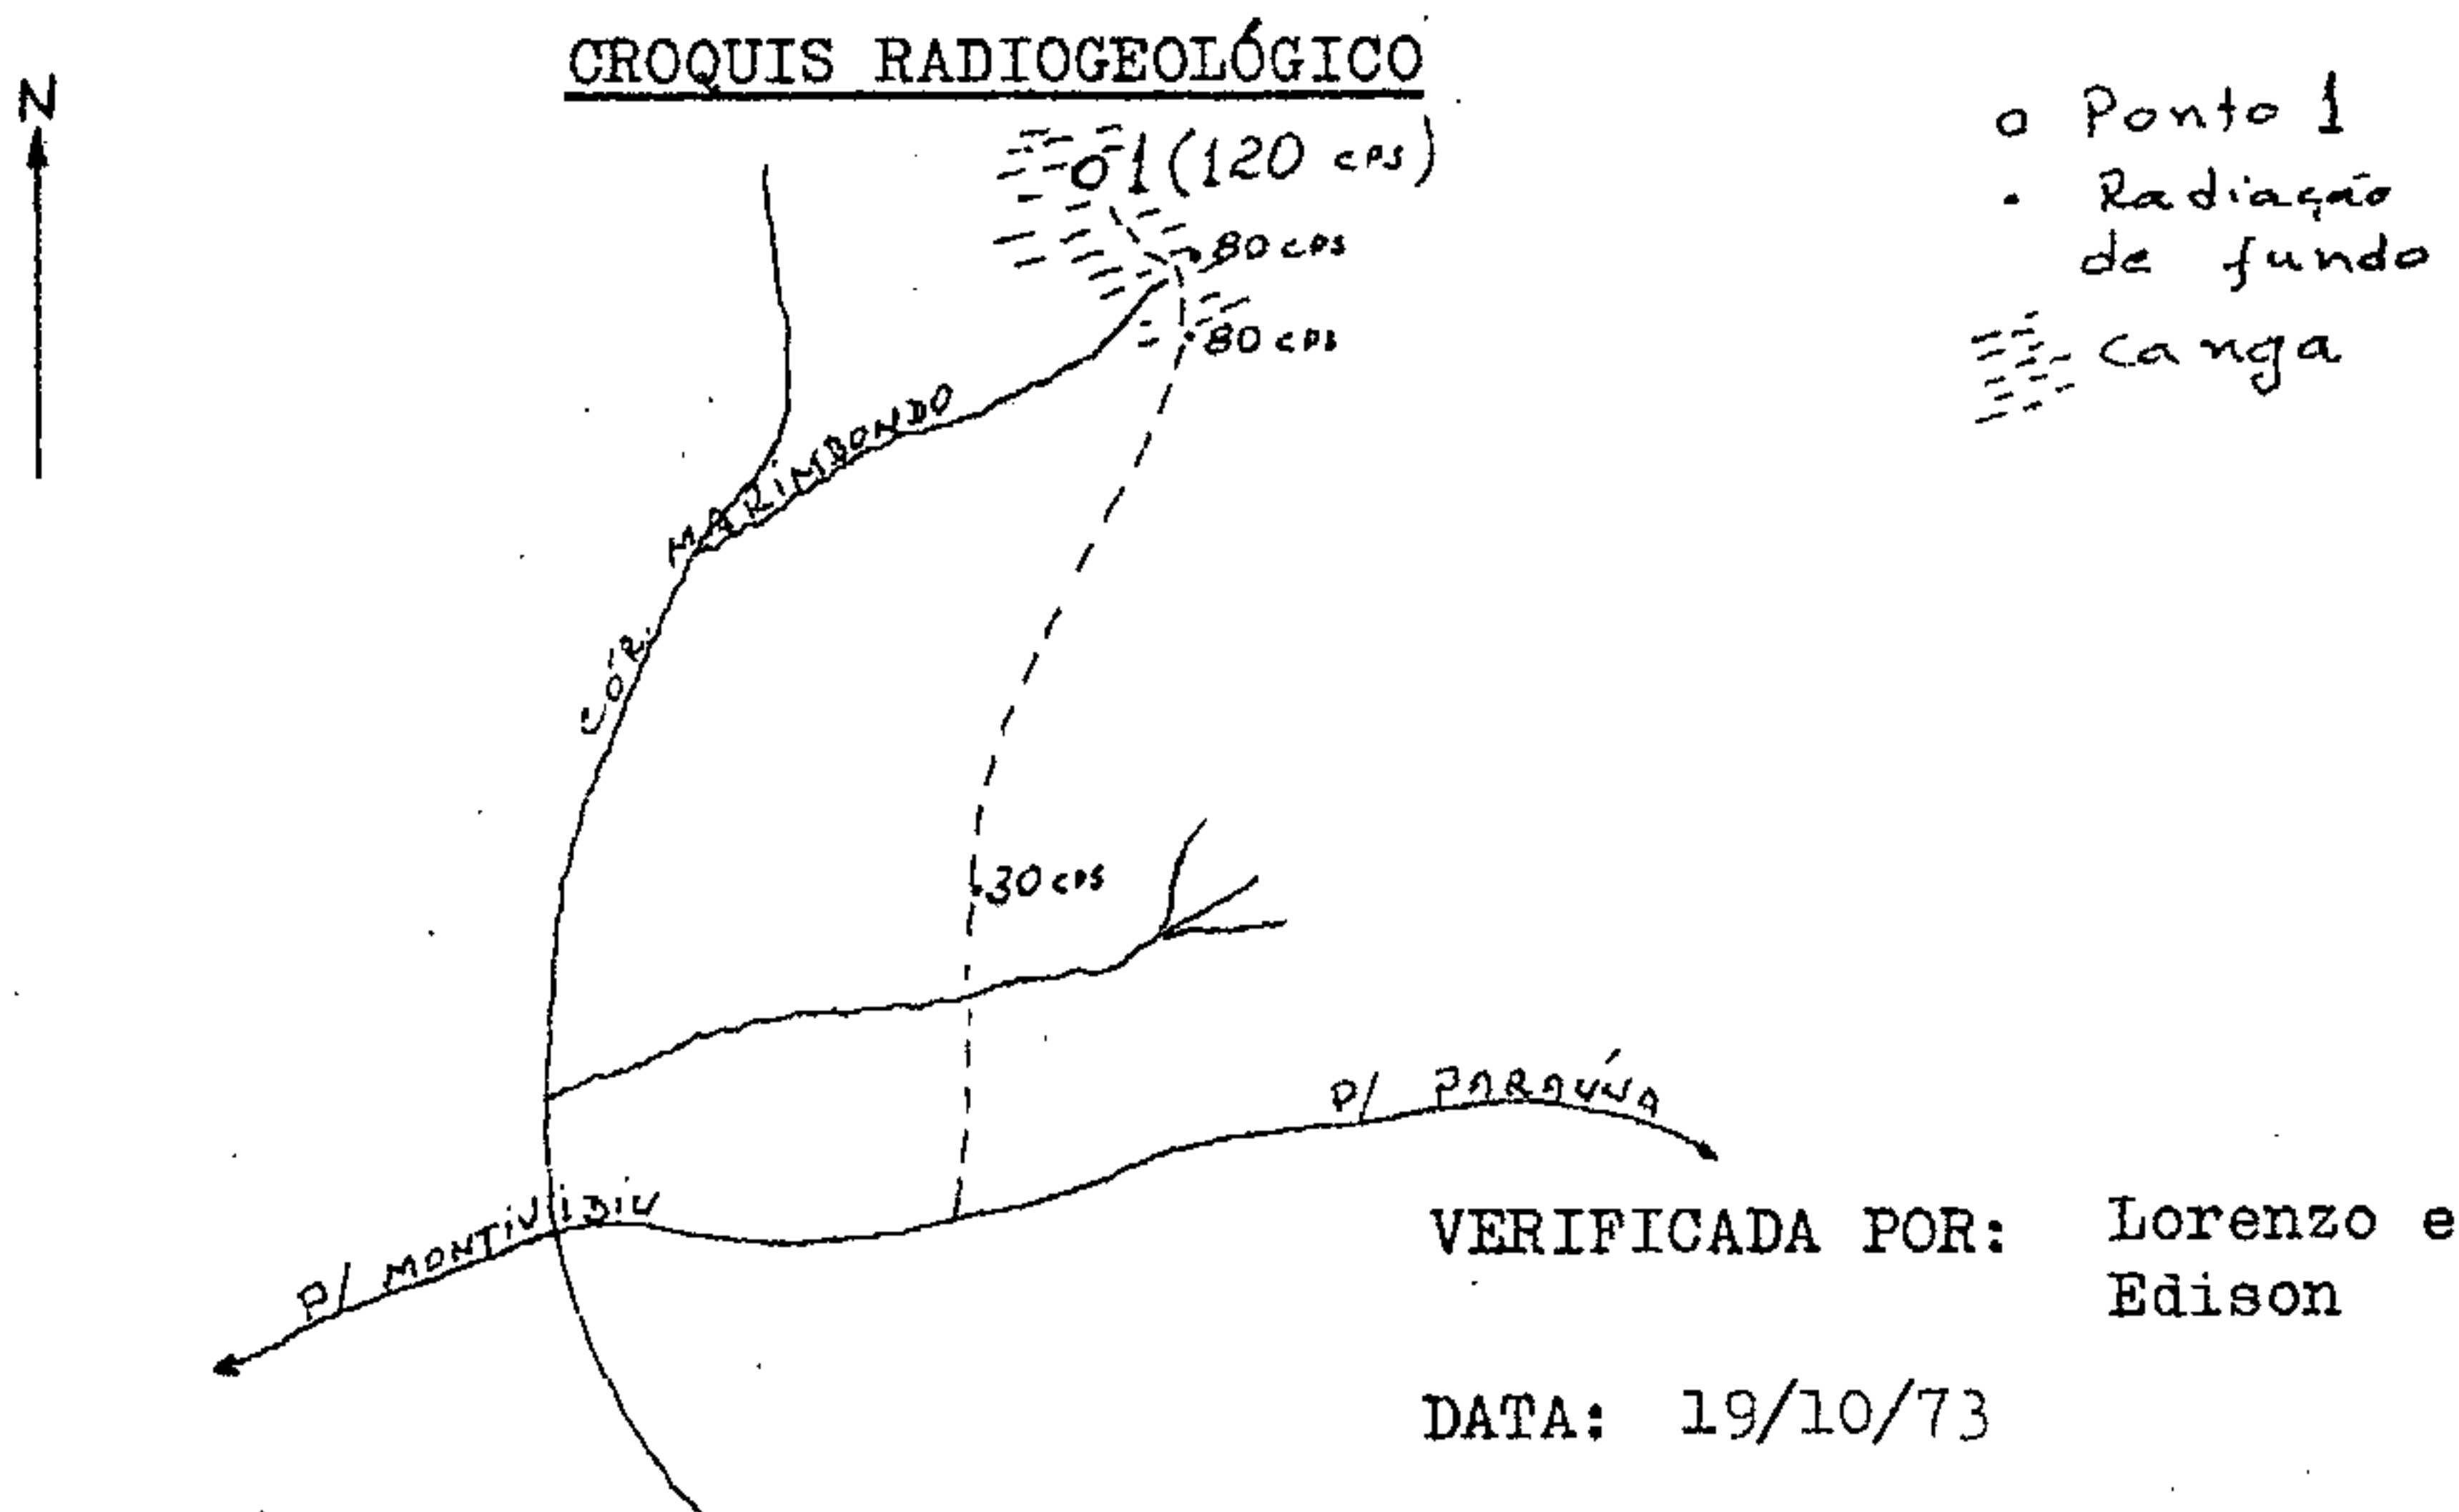 CROQUIS RADIOGEOLÓGICO
N
o Ponto 1
. Radiação
de fundo
Canga
1 (120 cps)
80 cps
80 cps
CÓR. MARIMBONDO
30 cps
P/ PARAÚNA
P/ MONTIVIDIU
VERIFICADA POR: Lorenzo e
Edison
DATA: 19/10/73